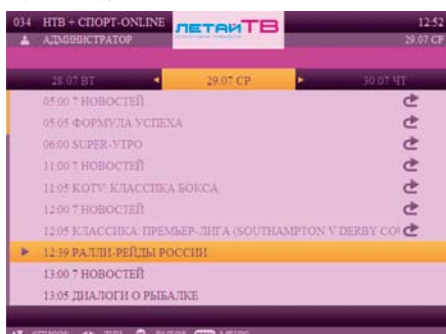 034 НТВ + СПОРТ-ONLINE ЛЕТАЙТВ 12:52
АДМИНИСТРАТОР 29.07 СР
28.07 ВТ 29.07 СР 30.07 ЧТ
05:00 7 НОВОСТЕЙ
05:05 ФОРМУЛА УСПЕХА
06:00 SUPER-УТРО
11:00 7 НОВОСТЕЙ
11:05 KOTV: КЛАССИКА БОКСА
12:00 7 НОВОСТЕЙ
12:05 КЛАССИКА: ПРЕМЬЕР-ЛИГА (SOUTHAMPTON V DERBY CO
12:39 РАЛЛИ-РЕЙДЫ РОССИИ
13:00 7 НОВОСТЕЙ
13:05 ДИАЛОГИ О РЫБАЛКЕ